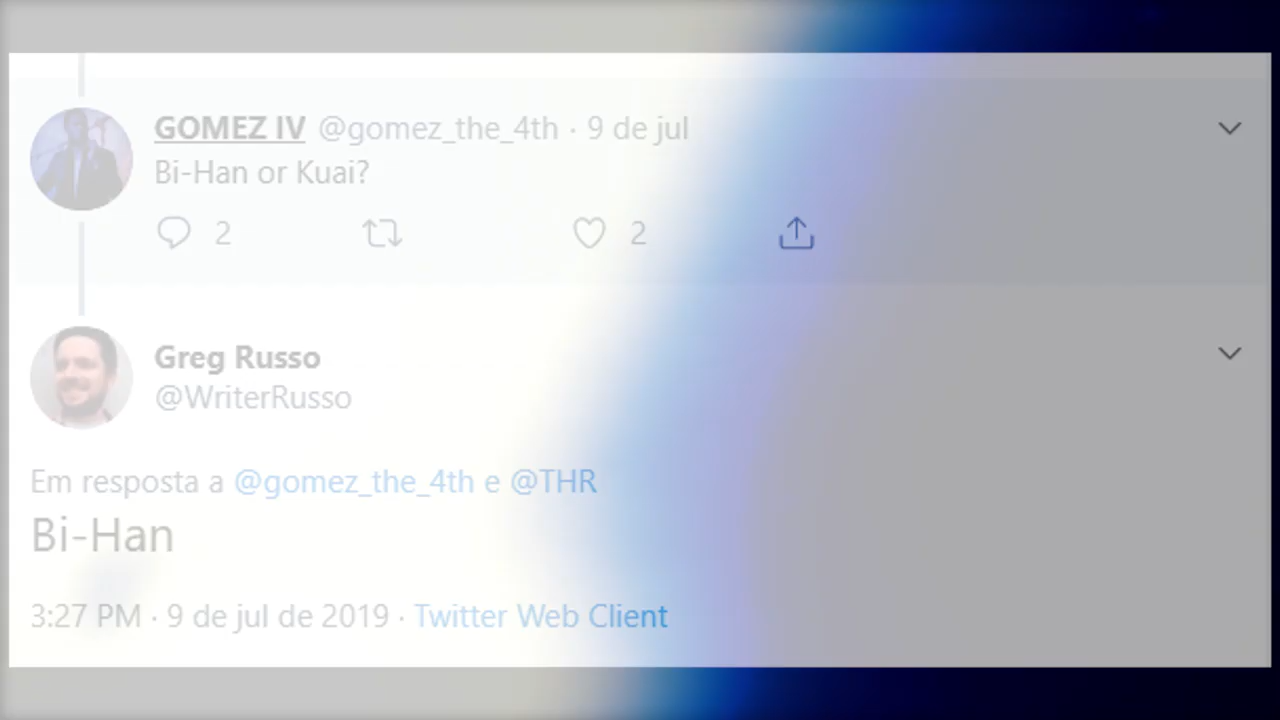 GOMEZ IV @gomez_the_4th · 9 de jul
Bi-Han or Kuai?
2 2
Greg Russo
@WriterRusso
Em resposta a @gomez_the_4th e @THR
Bi-Han
3:27 PM · 9 de jul de 2019 · Twitter Web Client